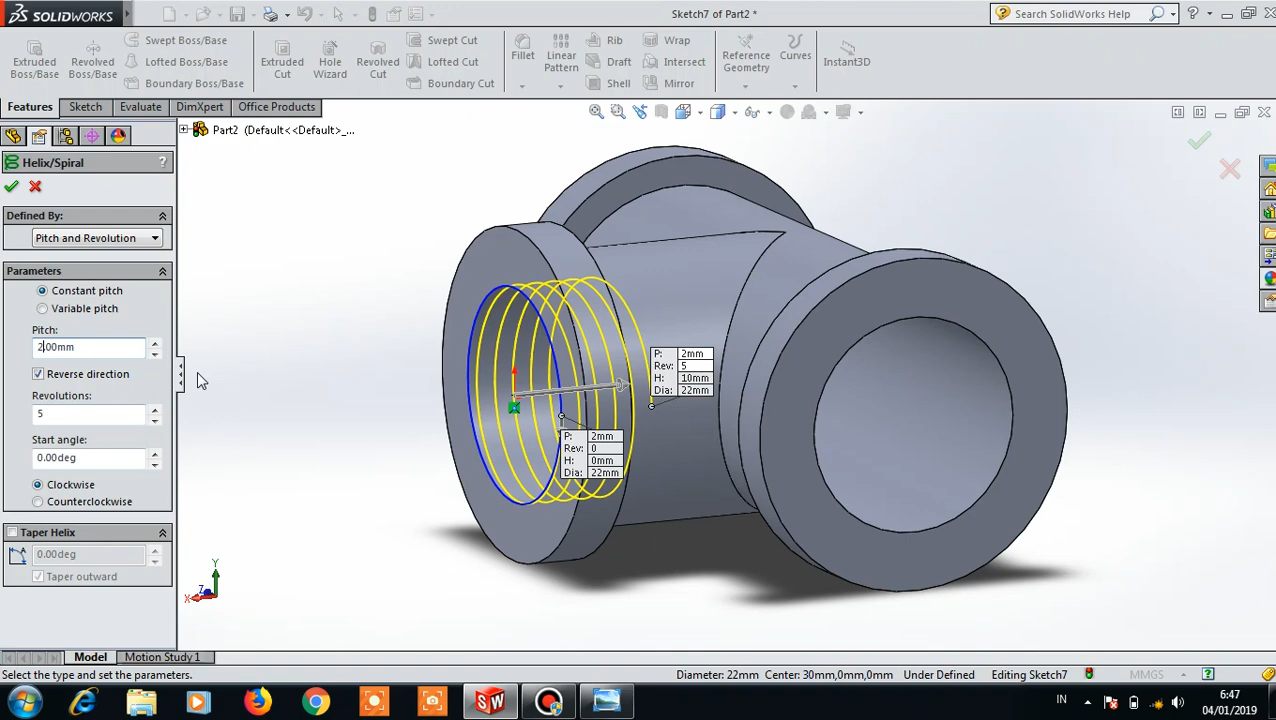 SOLIDWORKS
Sketch7 of Part2 *
Search SolidWorks Help
Extruded Boss/Base
Revolved Boss/Base
Swept Boss/Base
Lofted Boss/Base
Boundary Boss/Base
Extruded Cut
Hole Wizard
Revolved Cut
Swept Cut
Lofted Cut
Boundary Cut
Fillet
Linear Pattern
Rib
Draft
Shell
Wrap
Intersect
Mirror
Reference Geometry
Curves
Instant3D
Features
Sketch
Evaluate
DimXpert
Office Products
Part2 (Default<<Default>_...
Helix/Spiral
?
Defined By:
Pitch and Revolution
Parameters
Constant pitch
Variable pitch
Pitch:
2.00mm
Reverse direction
Revolutions:
5
Start angle:
0.00deg
Clockwise
Counterclockwise
Taper Helix
0.00deg
Taper outward
P: 2mm
Rev: 5
H: 10mm
Dia: 22mm
P: 2mm
Rev: 0
H: 0mm
Dia: 22mm
Y
Z
X
Model
Motion Study 1
Select the type and set the parameters.
Diameter: 22mm Center: 30mm,0mm,0mm
Under Defined
Editing Sketch7
MMGS
?
SW
IN
6:47
04/01/2019